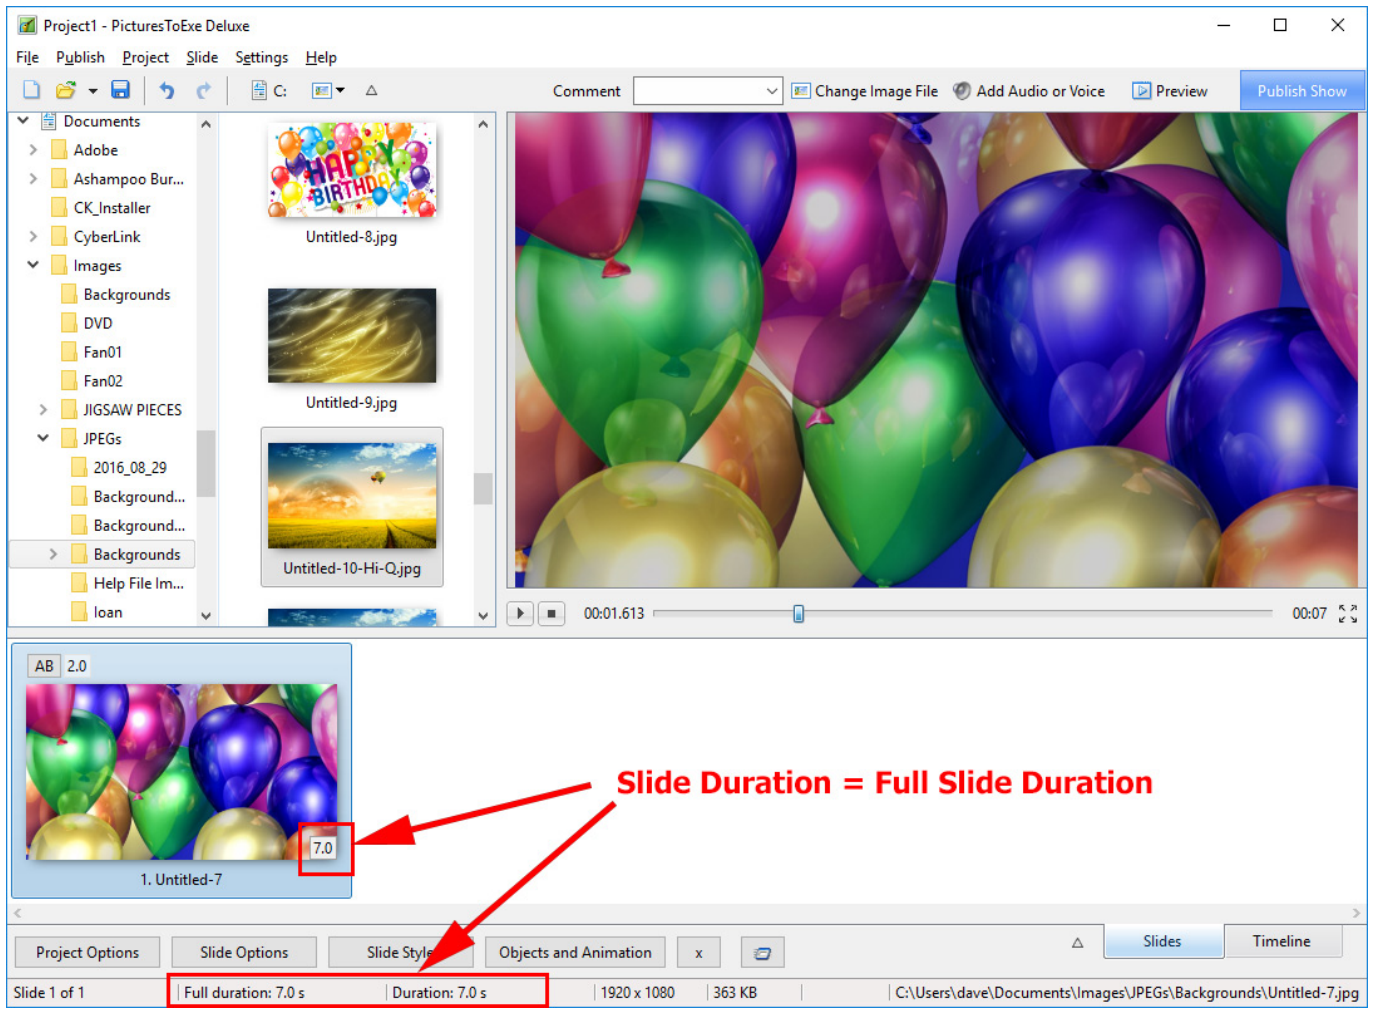 Project1 - PicturesToExe Deluxe
File Publish Project Slide Settings Help
C: Comment Change Image File Add Audio or Voice Preview Publish Show
Documents
Adobe
Ashampoo Bur...
CK_Installer
CyberLink
Images
Backgrounds
DVD
Fan01
Fan02
JIGSAW PIECES
JPEGs
2016_08_29
Background...
Background...
Backgrounds
Help File Im...
loan
HAPPY
BIRTHDAY
Untitled-8.jpg
Untitled-9.jpg
Untitled-10-Hi-Q.jpg
00:01.613 00:07
AB 2.0
7.0
1. Untitled-7
Slide Duration = Full Slide Duration
Project Options Slide Options Slide Style Objects and Animation x Slides Timeline
Slide 1 of 1 Full duration: 7.0 s Duration: 7.0 s 1920 x 1080 363 KB C:\Users\dave\Documents\Images\JPEGs\Backgrounds\Untitled-7.jpg